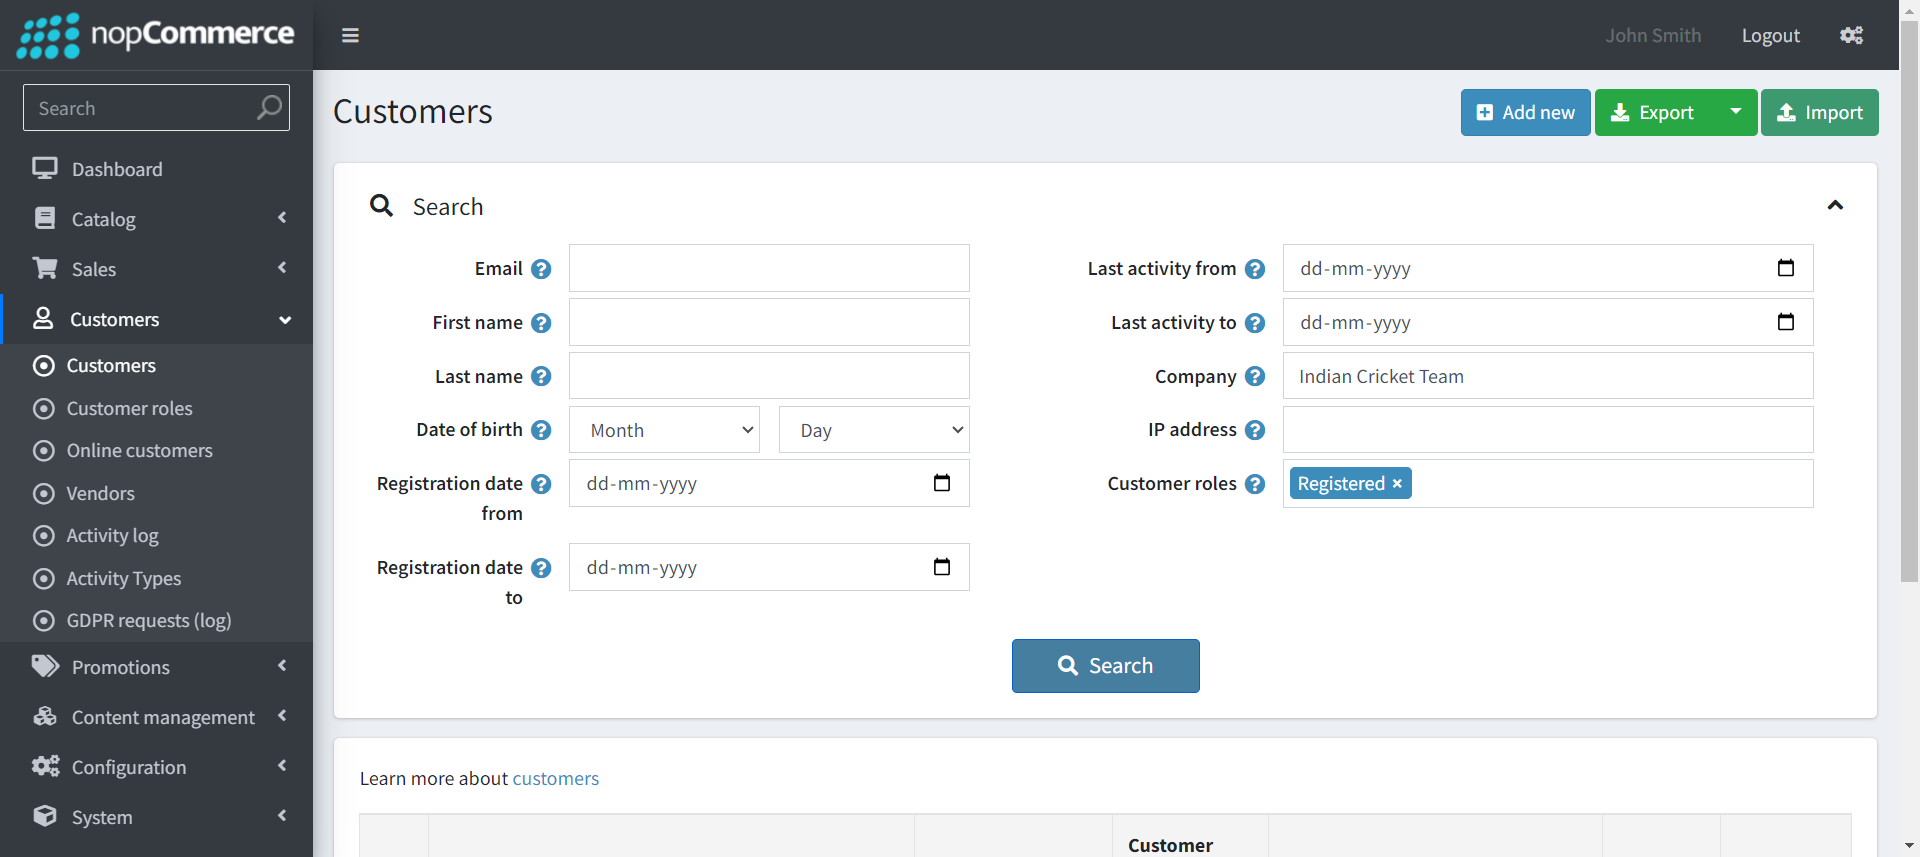 nopCommerce
John Smith
Logout
Search
Dashboard
Catalog
Sales
Customers
Customers
Customer roles
Online customers
Vendors
Activity log
Activity Types
GDPR requests (log)
Promotions
Content management
Configuration
System
Customers
Add new
Export
Import
Search
Email
First name
Last name
Date of birth
Month
Day
Registration date
from
dd-mm-yyyy
Registration date
to
dd-mm-yyyy
Last activity from
dd-mm-yyyy
Last activity to
dd-mm-yyyy
Company
Indian Cricket Team
IP address
Customer roles
Registered ×
Search
Learn more about customers
Customer